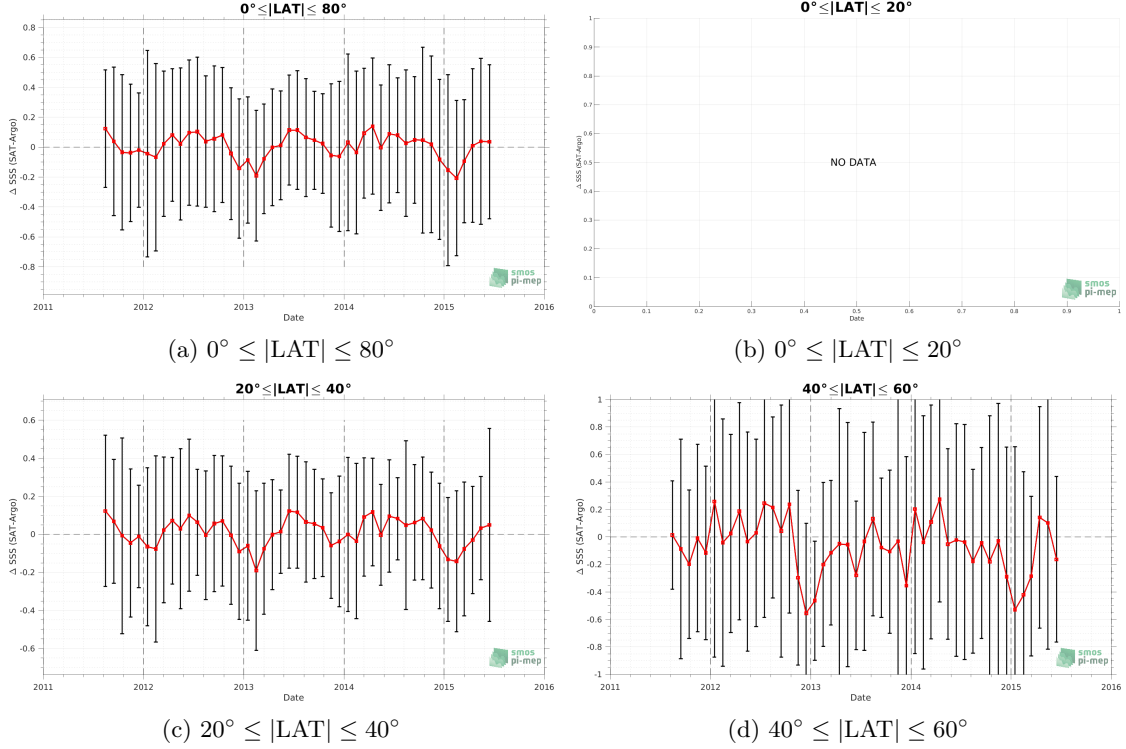 0°≤|LAT|≤ 80°
Δ SSS (SAT-Argo)
0.8
0.6
0.4
0.2
0
-0.2
-0.4
-0.6
-0.8
2011 2012 2013 2014 2015 2016
Date
smos
pi-mep
(a) 0° ≤ |LAT| ≤ 80°
0°≤|LAT|≤ 20°
Δ SSS (SAT-Argo)
1
0.9
0.8
0.7
0.6
0.5
0.4
0.3
0.2
0.1
0
NO DATA
0 0.1 0.2 0.3 0.4 0.5 0.6 0.7 0.8 0.9 1
Date
smos
pi-mep
(b) 0° ≤ |LAT| ≤ 20°
20°≤|LAT|≤ 40°
Δ SSS (SAT-Argo)
0.6
0.4
0.2
0
-0.2
-0.4
-0.6
2011 2012 2013 2014 2015 2016
Date
smos
pi-mep
(c) 20° ≤ |LAT| ≤ 40°
40°≤|LAT|≤ 60°
Δ SSS (SAT-Argo)
1
0.8
0.6
0.4
0.2
0
-0.2
-0.4
-0.6
-0.8
-1
2011 2012 2013 2014 2015 2016
Date
smos
pi-mep
(d) 40° ≤ |LAT| ≤ 60°